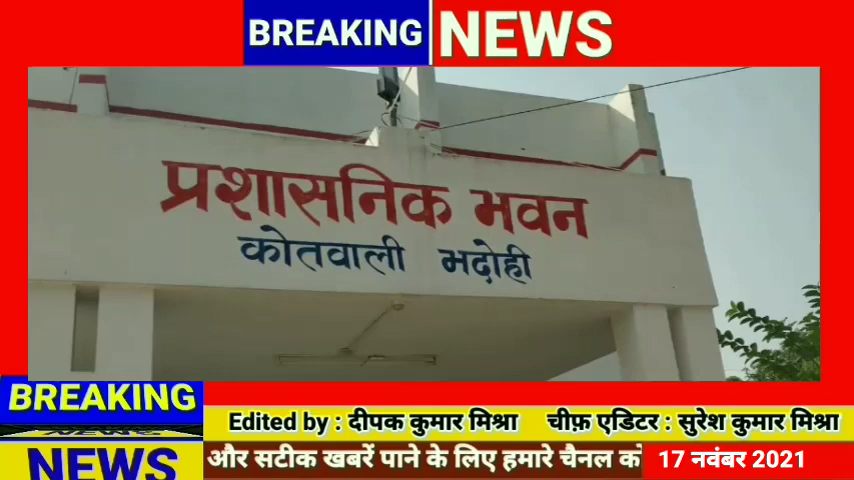 BREAKING NEWS
प्रशासनिक भवन
कोतवाली भदोही
BREAKING
NEWS
NEWS
Edited by : दीपक कुमार मिश्रा चीफ़ एडिटर : सुरेश कुमार मिश्रा
और सटीक खबरें पाने के लिए हमारे चैनल को 17 नवंबर 2021